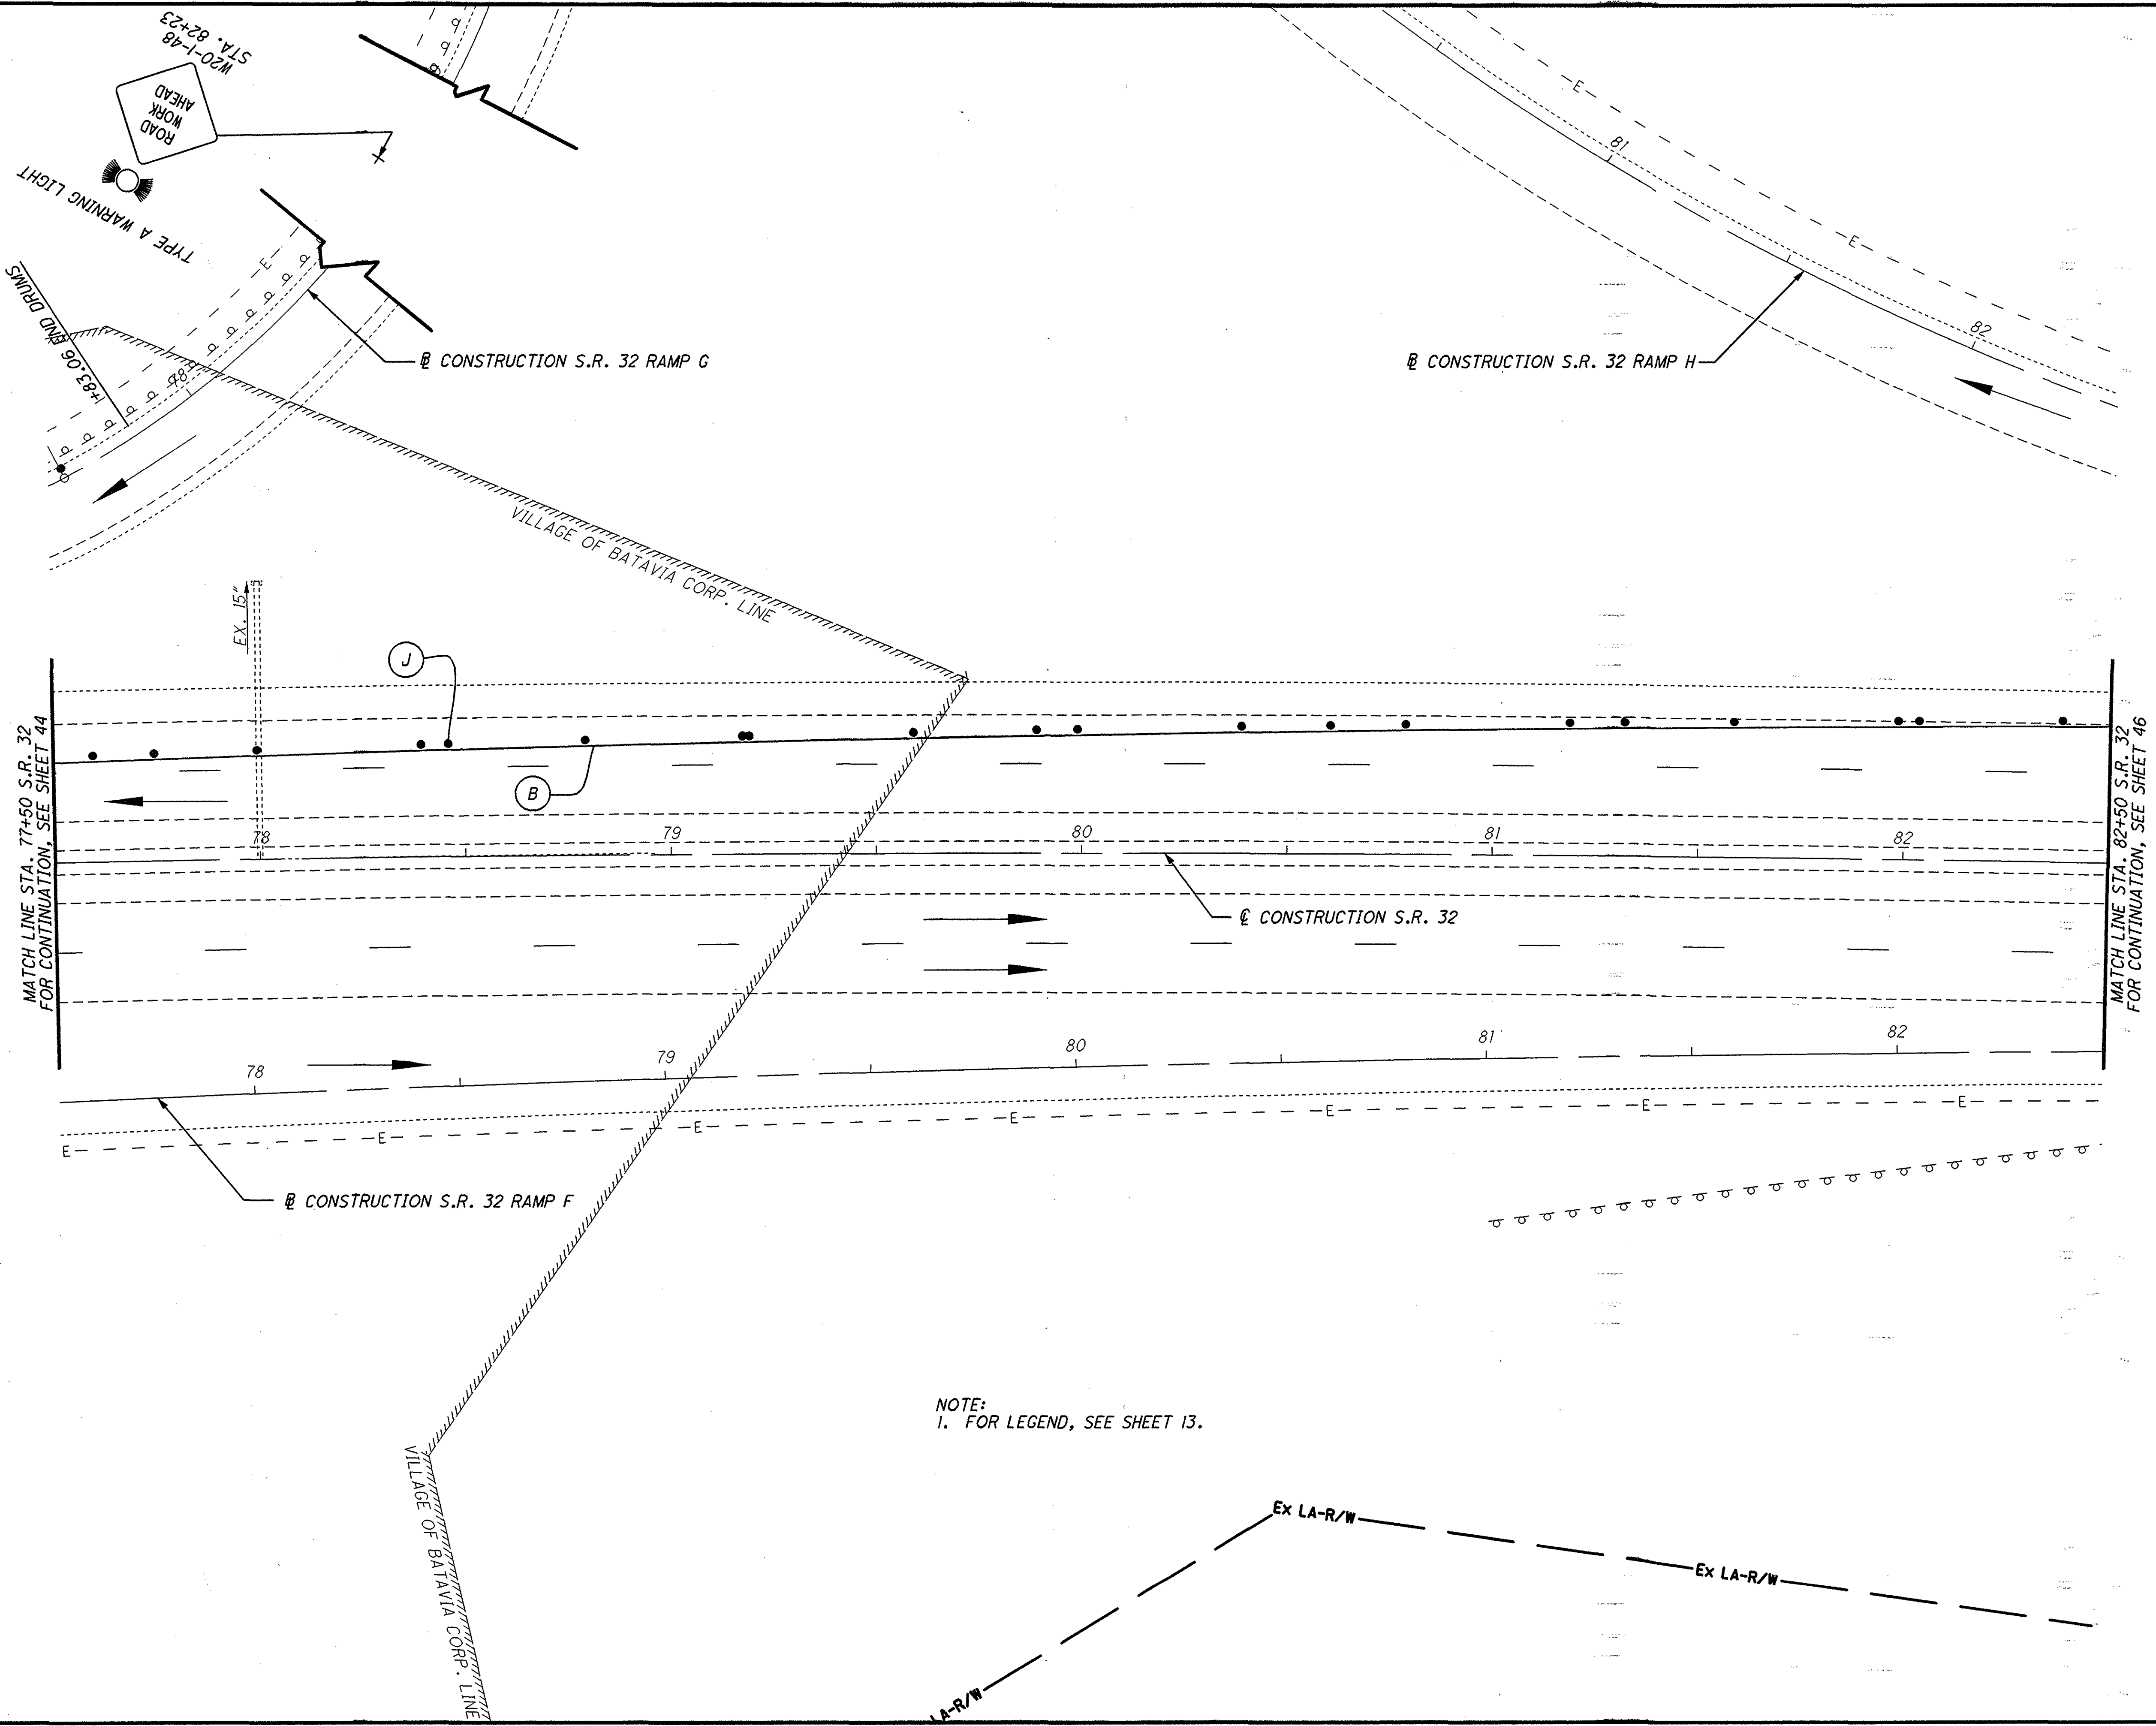 W20-1-48
STA. 82+23
ROAD
WORK
AHEAD
TYPE A WARNING LIGHT
1+83.06 END DRUMS
E
78
℄ CONSTRUCTION S.R. 32 RAMP G
E
81
E
82
℄ CONSTRUCTION S.R. 32 RAMP H
VILLAGE OF BATAVIA CORP. LINE
EX. 15"
J
B
MATCH LINE STA. 77+50 S.R. 32
FOR CONTINUATION, SEE SHEET 44
MATCH LINE STA. 82+50 S.R. 32
FOR CONTINUATION, SEE SHEET 46
78 79 80 81 82
℄ CONSTRUCTION S.R. 32
78 79 80 81 82
E E E E E E E
℄ CONSTRUCTION S.R. 32 RAMP F
NOTE:
1. FOR LEGEND, SEE SHEET 13.
VILLAGE OF BATAVIA CORP. LINE
Ex LA-R/W
Ex LA-R/W
LA-R/W